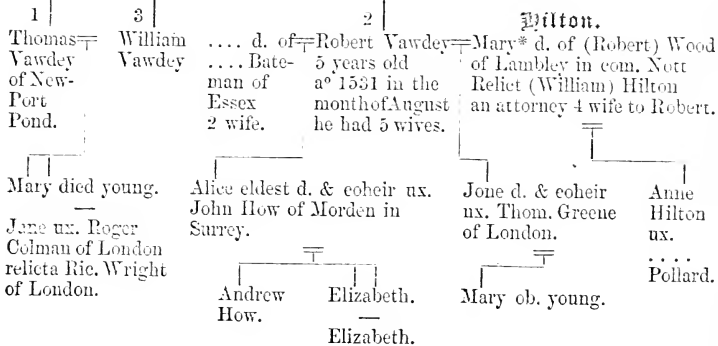 1
3
2
Hilton.
Thomas
Vawdey
of New-
Port
Pond.
William
Vawdey
.... d. of
.... Bate-
man of
Essex
2 wife.
Robert Vawdey
5 years old
aº 1531 in the
month of August
he had 5 wives.
Mary* d. of (Robert) Wood
of Lambley in com. Nott
Relict (William) Hilton
an attorney 4 wife to Robert.
Mary died young.
—
Jane ux. Roger
Colman of London
relicta Ric. Wright
of London.
Alice eldest d. & coheir ux.
John How of Morden in
Surrey.
Jone d. & coheir
ux. Thom. Greene
of London.
Anne
Hilton
ux.
....
Pollard.
Andrew
How.
Elizabeth.
—
Elizabeth.
Mary ob. young.